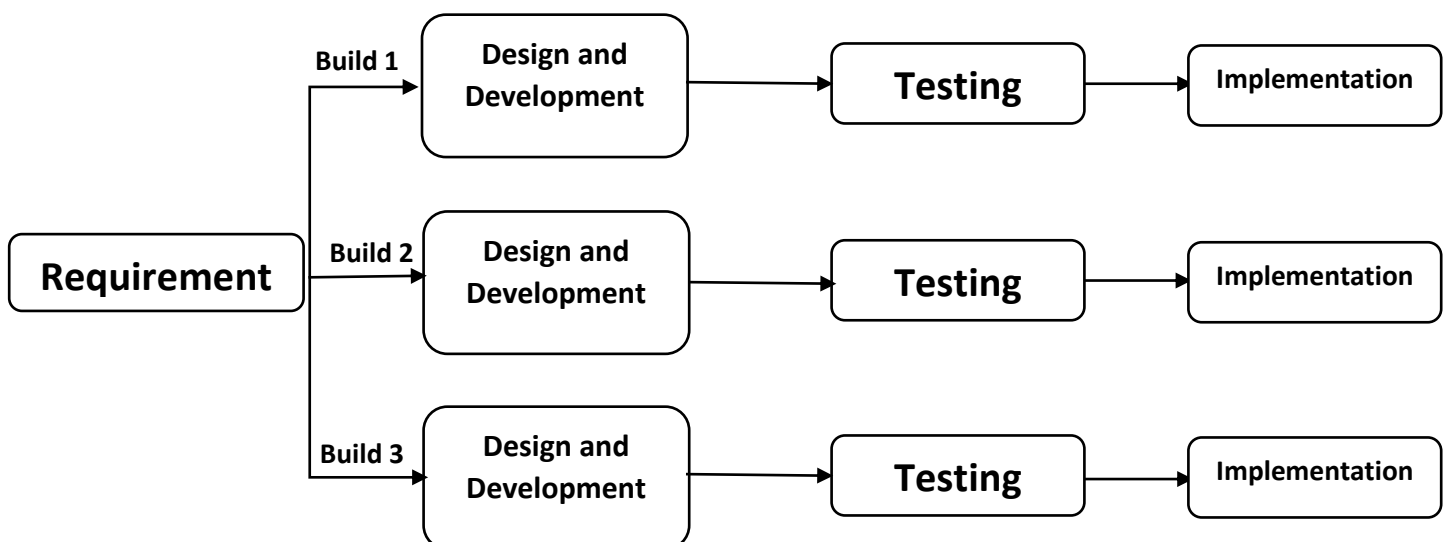 Requirement
Build 1
Design and
Development
Testing
Implementation
Build 2
Design and
Development
Testing
Implementation
Build 3
Design and
Development
Testing
Implementation